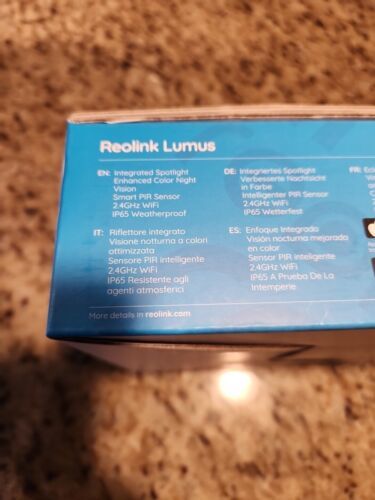 Reolink Lumus
EN: Integrated Spotlight
Enhanced Color Night
Vision
Smart PIR Sensor
2.4GHz WiFi
IP65 Weatherproof
DE: Integriertes Spotlight
Verbesserte Nachtsicht
in Farbe
Intelligenter PIR Sensor
2.4GHz WiFi
IP65 Wetterfest
FR:
IT: Riflettore integrato
Visione notturna a colori
ottimizzata
Sensore PIR intelligente
2.4GHz WiFi
IP65 Resistente agli
agenti atmosferici
ES: Enfoque Integrado
Visión nocturna mejorada
en color
Sensor PIR inteligente
2.4GHz WiFi
IP65 A Prueba De La
Intemperie
More details in reolink.com